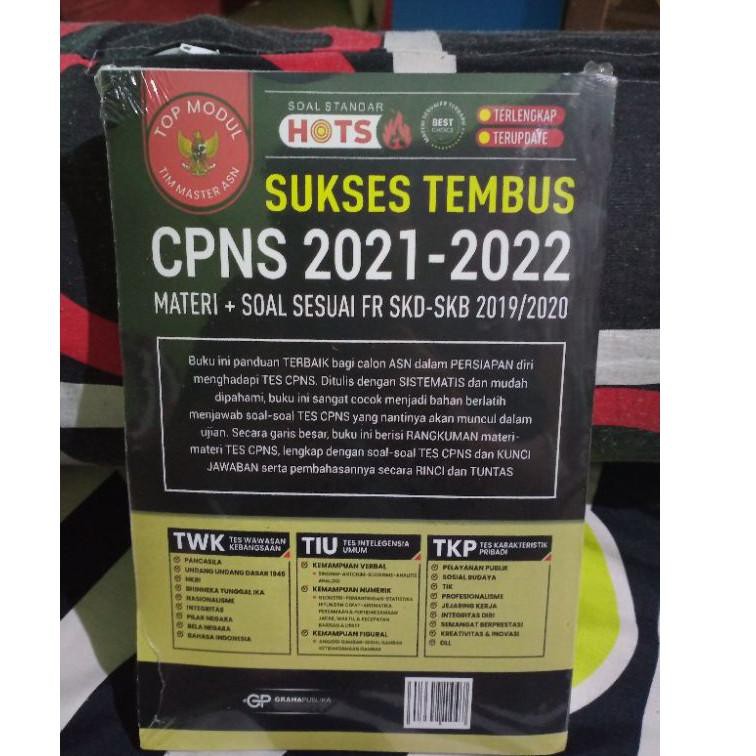 TOP MODUL
TIM MASTER ASN
SOAL STANDAR
HOTS
BEST
CHOICE
TERLENGKAP
TERUPDATE
SUKSES TEMBUS
CPNS 2021-2022
MATERI + SOAL SESUAI FR SKD-SKB 2019/2020
Buku ini panduan TERBAIK bagi calon ASN dalam PERSIAPAN diri
menghadapi TES CPNS. Ditulis dengan SISTEMATIS dan mudah
dipahami, buku ini sangat cocok menjadi bahan berlatih
menjawab soal-soal TES CPNS yang nantinya akan muncul dalam
ujian. Secara garis besar, buku ini berisi RANGKUMAN materi-
materi TES CPNS, lengkap dengan soal-soal TES CPNS dan KUNCI
JAWABAN serta pembahasannya secara RINCI dan TUNTAS
TWK TES WAWASAN KEBANGSAAN
PANCASILA
UNDANG UNDANG DASAR 1945
NKRI
BHINNEKA TUNGGAL IKA
NASIONALISME
INTEGRITAS
PILAR NEGARA
BELA NEGARA
BAHASA INDONESIA
TIU TES INTELEGENSIA UMUM
KEMAMPUAN VERBAL
KEMAMPUAN NUMERIK
KEMAMPUAN FIGURAL
TKP TES KARAKTERISTIK PRIBADI
PELAYANAN PUBLIK
SOSIAL BUDAYA
TIK
PROFESIONALISME
JEJARING KERJA
INTEGRITAS DIRI
SEMANGAT BERPRESTASI
KREATIVITAS & INOVASI
DLL
GP GRAHAPUBLIKA